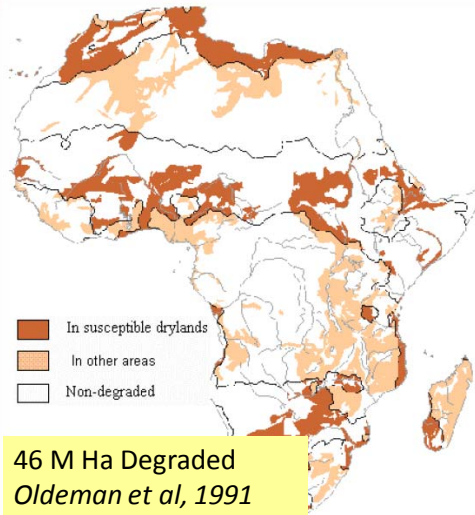 In susceptible drylands
In other areas
Non-degraded
46 M Ha Degraded
Oldeman et al, 1991